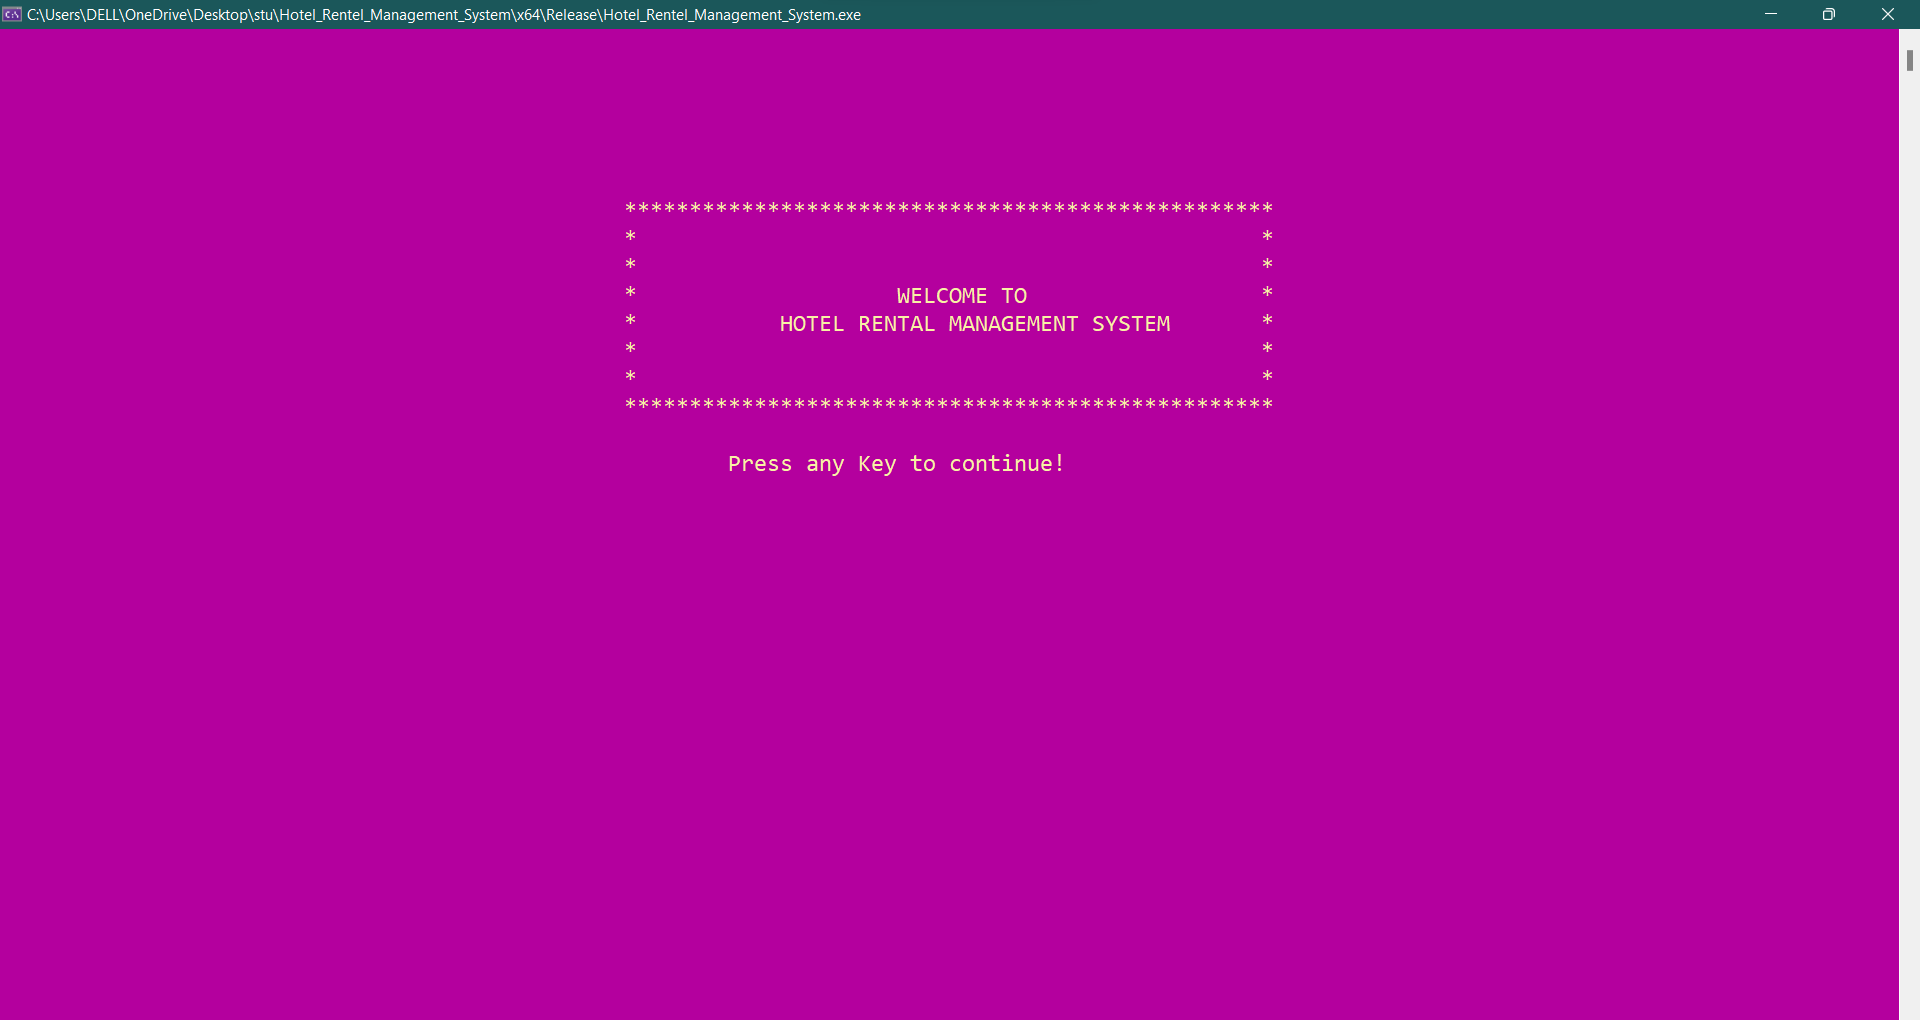 C:\Users\DELL\OneDrive\Desktop\stu\Hotel_Rentel_Management_System\x64\Release\Hotel_Rentel_Management_System.exe
**************************************************
*                                                *
*                                                *
*                    WELCOME TO                  *
*           HOTEL RENTAL MANAGEMENT SYSTEM       *
*                                                *
*                                                *
**************************************************
Press any Key to continue!